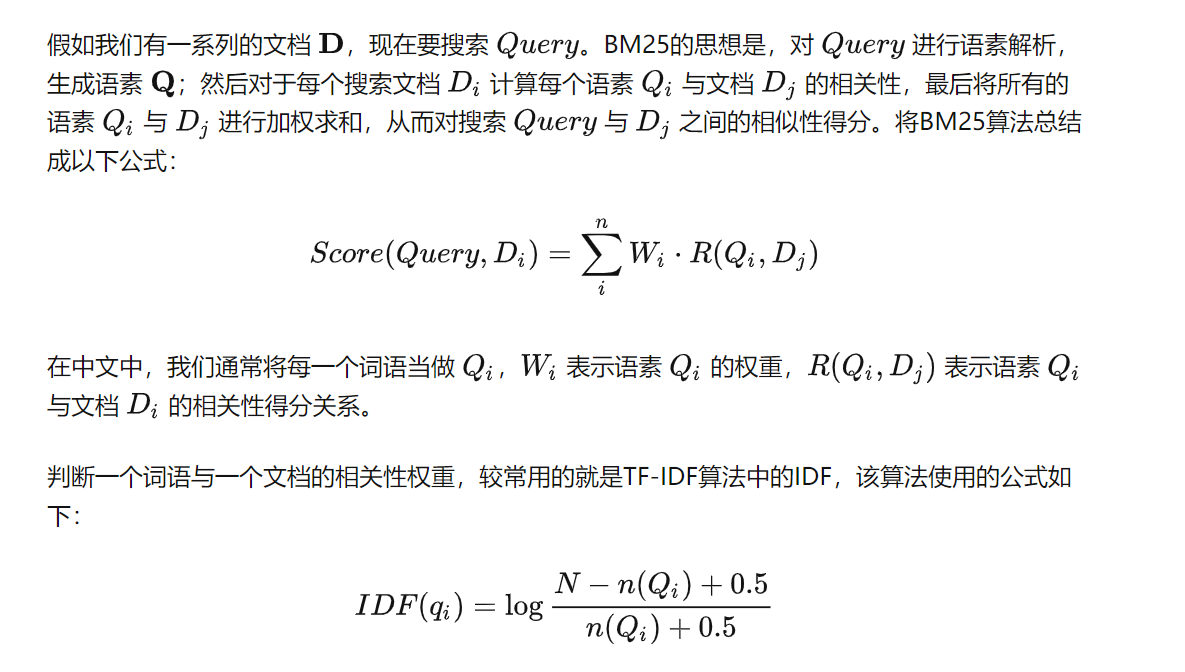 假如我们有一系列的文档 D，现在要搜索 Query。BM25的思想是，对 Query 进行语素解析，
生成语素 Q；然后对于每个搜索文档 D_i 计算每个语素 Q_i 与文档 D_j 的相关性，最后将所有的
语素 Q_i 与 D_j 进行加权求和，从而对搜索 Query 与 D_j 之间的相似性得分。将BM25算法总结
成以下公式：
Score(Query, D_i) = \sum_{i}^{n} W_i · R(Q_i, D_j)
在中文中，我们通常将每一个词语当做 Q_i，W_i 表示语素 Q_i 的权重，R(Q_i, D_j) 表示语素 Q_i
与文档 D_i 的相关性得分关系。
判断一个词语与一个文档的相关性权重，较常用的就是TF-IDF算法中的IDF，该算法使用的公式如
下：
IDF(q_i) = \log \frac{N - n(Q_i) + 0.5}{n(Q_i) + 0.5}